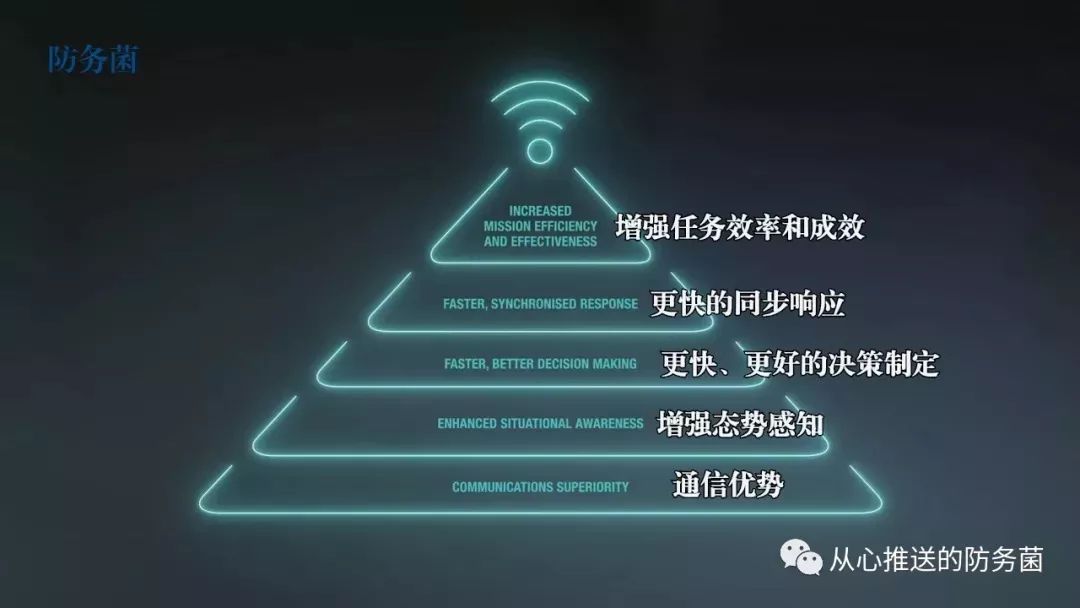 防务菌
INCREASED
MISSION EFFICIENCY
AND EFFECTIVENESS
增强任务效率和成效
FASTER, SYNCHRONISED RESPONSE
更快的同步响应
FASTER, BETTER DECISION MAKING
更快、更好的决策制定
ENHANCED SITUATIONAL AWARENESS
增强态势感知
COMMUNICATIONS SUPERIORITY
通信优势
从心推送的防务菌